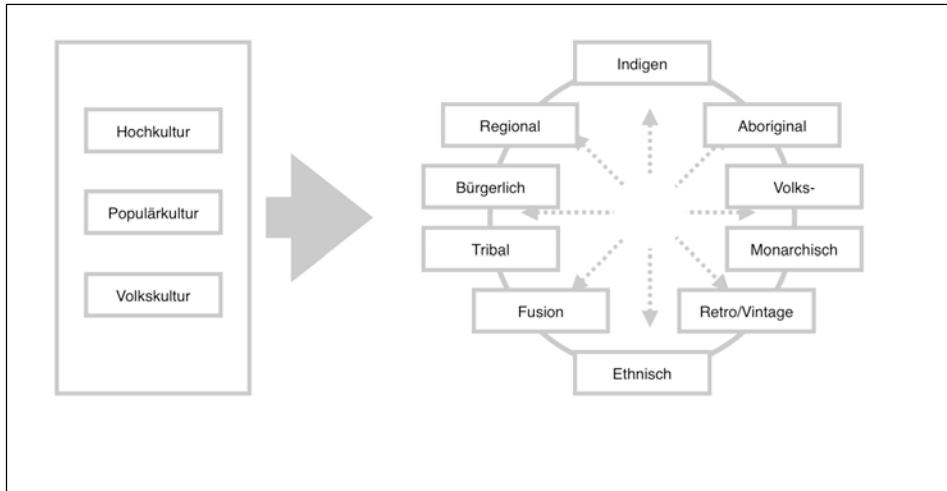 Hochkultur
Populärkultur
Volkskultur
Indigen
Regional
Aboriginal
Bürgerlich
Volks-
Tribal
Monarchisch
Fusion
Retro/Vintage
Ethnisch